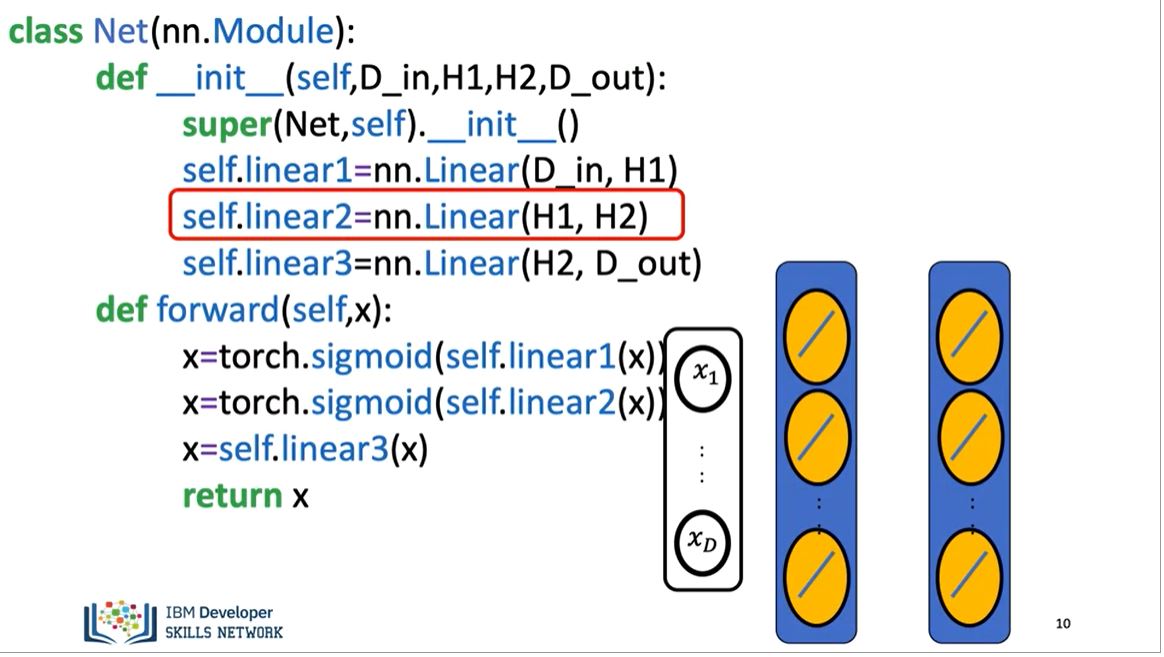 class Net(nn.Module):
def __init__(self,D_in,H1,H2,D_out):
super(Net,self).__init__()
self.linear1=nn.Linear(D_in, H1)
self.linear2=nn.Linear(H1, H2)
self.linear3=nn.Linear(H2, D_out)
def forward(self,x):
x=torch.sigmoid(self.linear1(x))
x=torch.sigmoid(self.linear2(x))
x=self.linear3(x)
return x
x₁
⋮
x_D
IBM Developer
SKILLS NETWORK
10